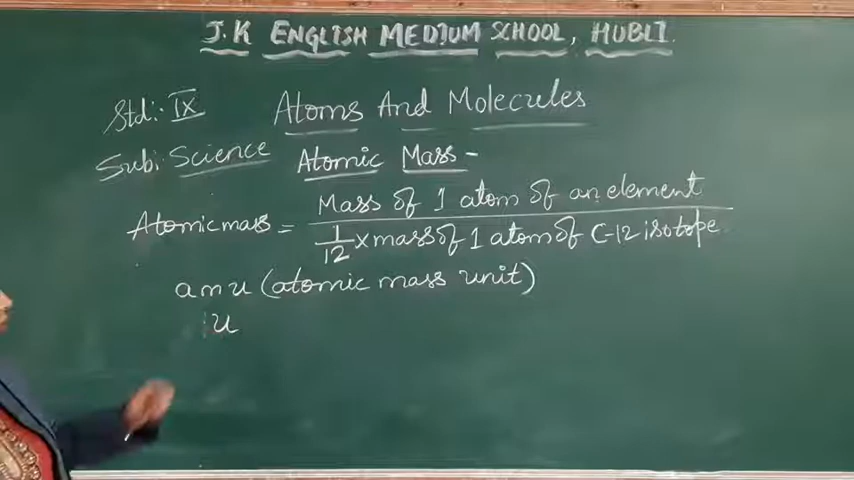 J.K ENGLISH MEDIUM SCHOOL, HUBLI.
Std:- IX Atoms And Molecules
Sub: Science Atomic Mass -
Atomic mass = Mass of 1 atom of an element
1/12 x mass of 1 atom of C-12 isotope
amu (atomic mass unit)
u